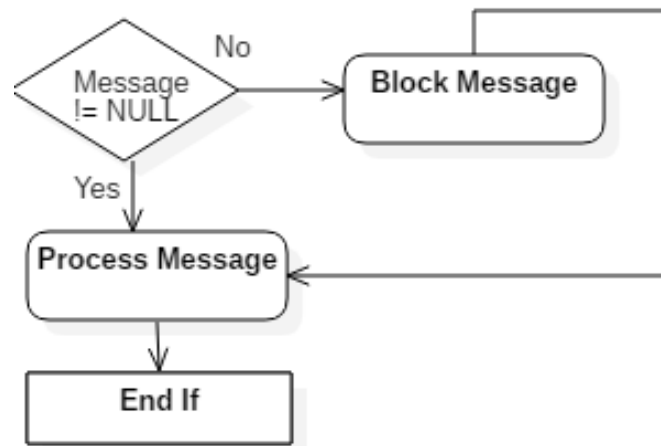 No
Message
!= NULL
Block Message
Yes
Process Message
End If